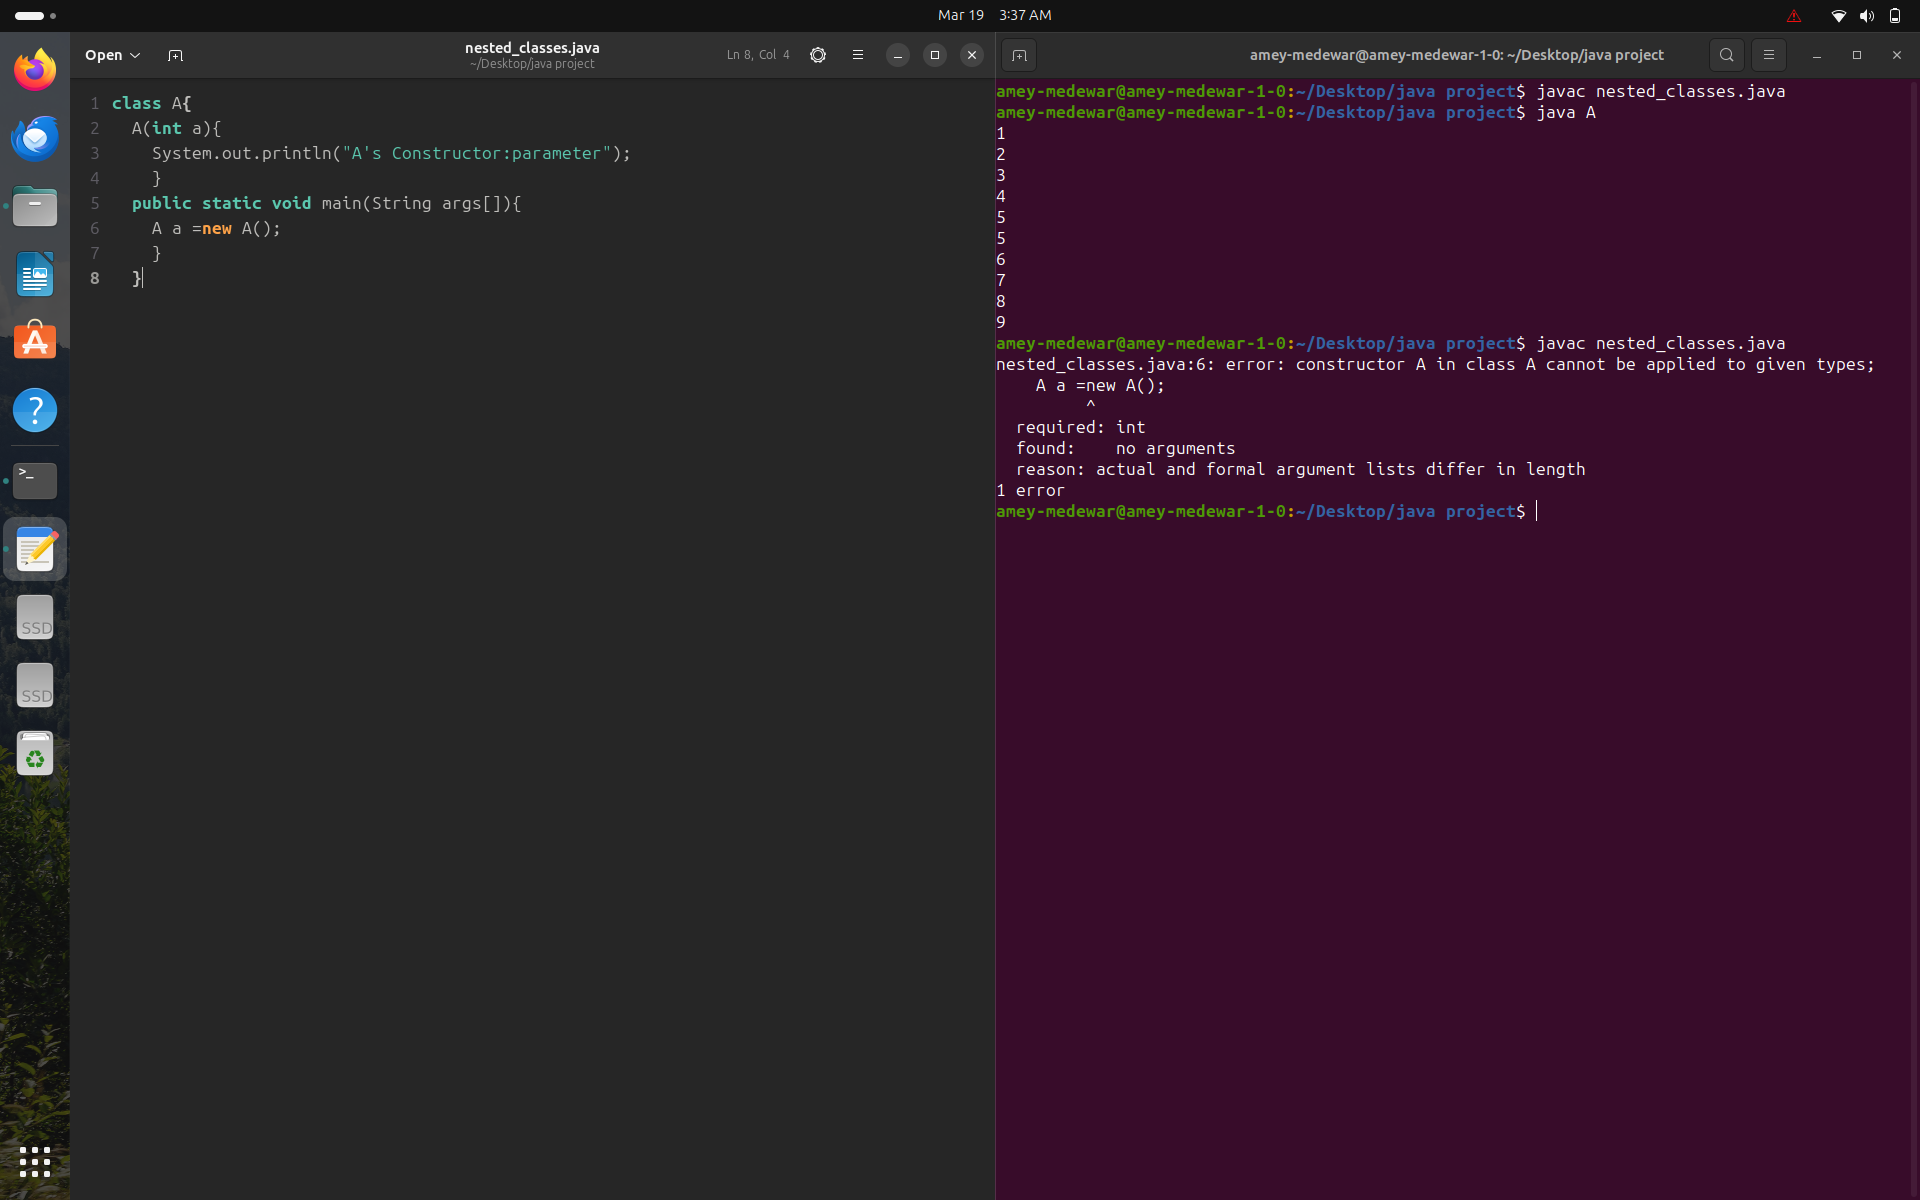 Mar 19 3:37 AM
Open
nested_classes.java
~/Desktop/java project
Ln 8, Col 4
1 class A{
2   A(int a){
3     System.out.println("A's Constructor:parameter");
4     }
5   public static void main(String args[]){
6     A a =new A();
7     }
8   }
amey-medewar@amey-medewar-1-0: ~/Desktop/java project
amey-medewar@amey-medewar-1-0:~/Desktop/java project$ javac nested_classes.java
amey-medewar@amey-medewar-1-0:~/Desktop/java project$ java A
1
2
3
4
5
5
6
7
8
9
amey-medewar@amey-medewar-1-0:~/Desktop/java project$ javac nested_classes.java
nested_classes.java:6: error: constructor A in class A cannot be applied to given types;
    A a =new A();
         ^
  required: int
  found:    no arguments
  reason: actual and formal argument lists differ in length
1 error
amey-medewar@amey-medewar-1-0:~/Desktop/java project$
SSD
SSD